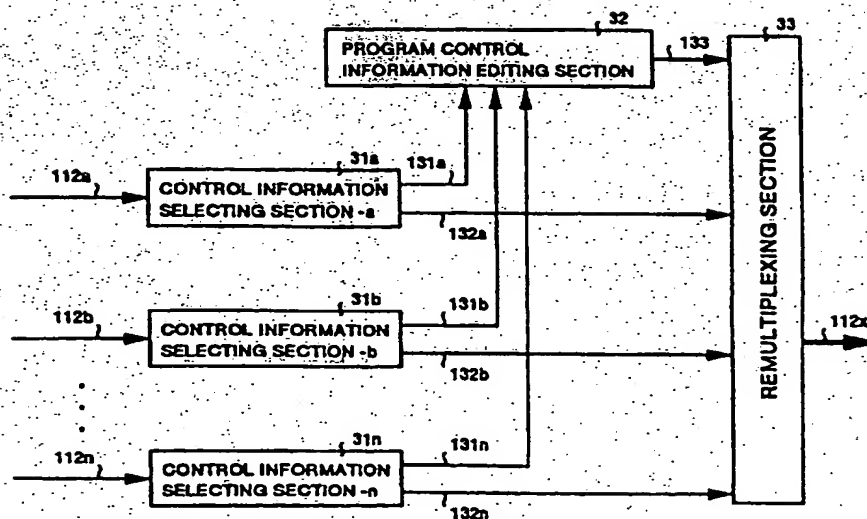 32
PROGRAM CONTROL
INFORMATION EDITING SECTION
133
33
REMULTIPLEXING SECTION
112a
31a
CONTROL INFORMATION
SELECTING SECTION -a
131a
132a
112b
31b
CONTROL INFORMATION
SELECTING SECTION -b
131b
132b
112x
112n
31n
CONTROL INFORMATION
SELECTING SECTION -n
131n
132n